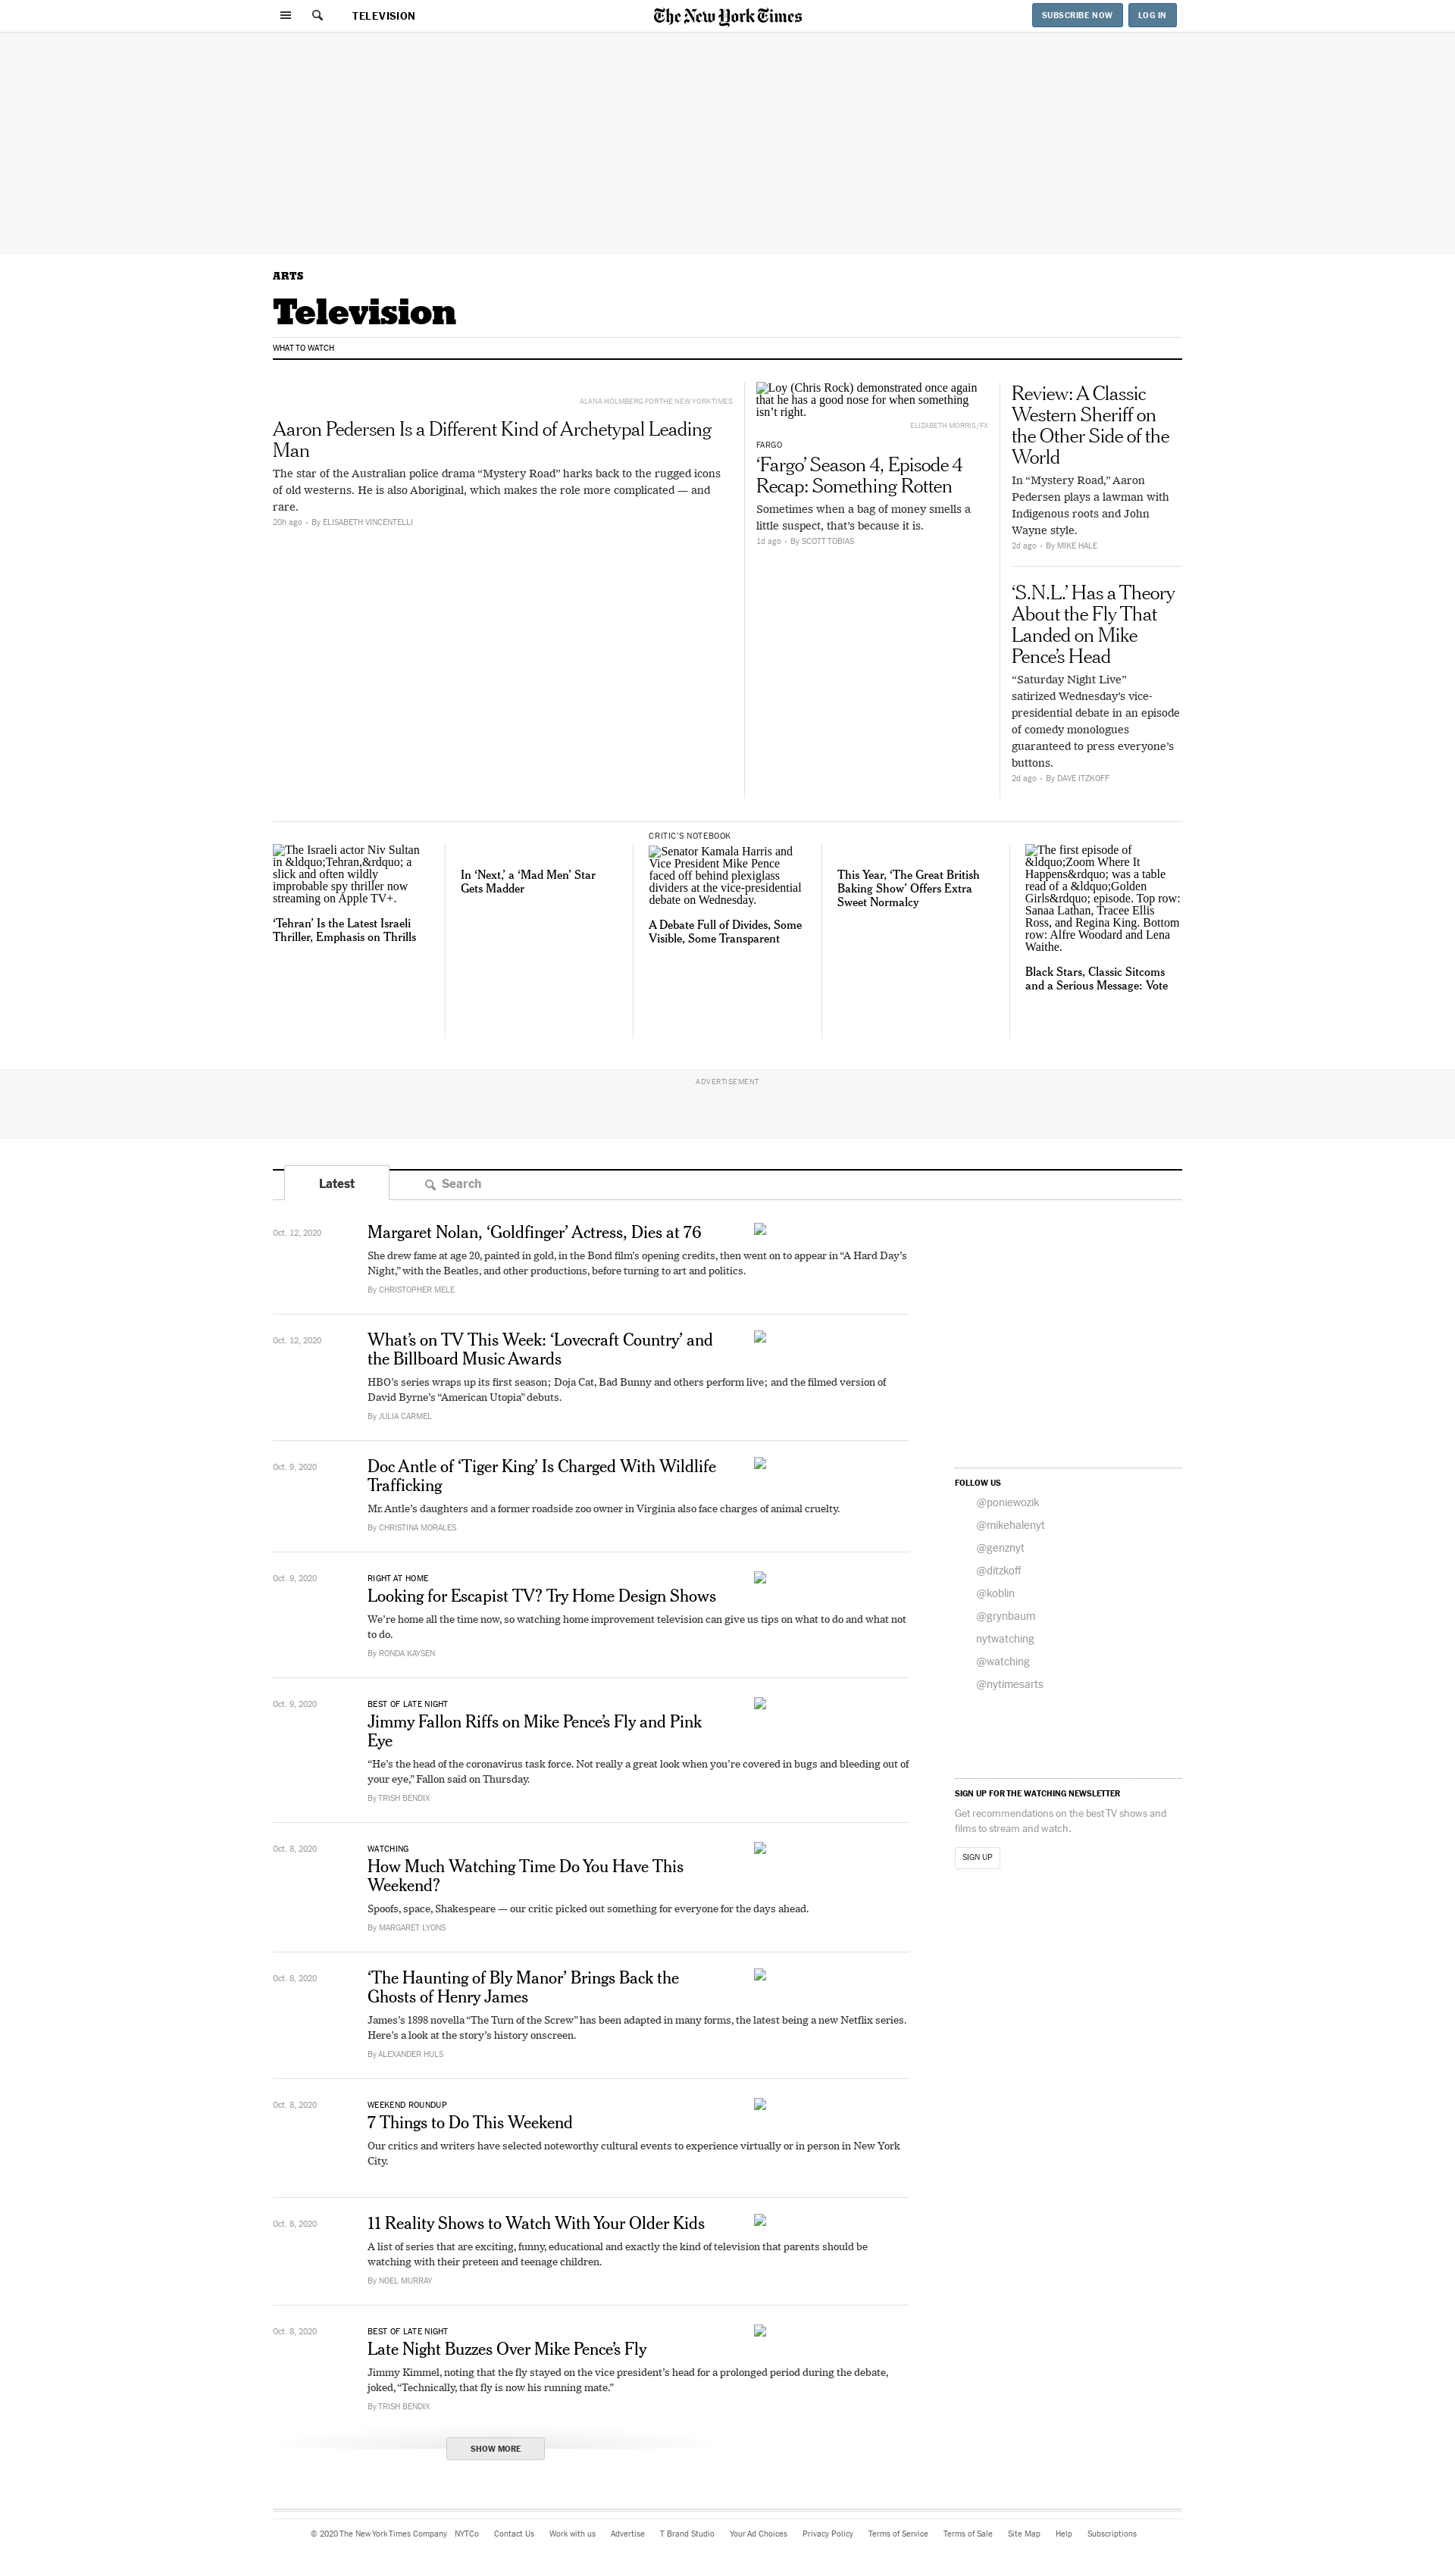 TELEVISION
The New York Times
SUBSCRIBE NOW
LOG IN
ARTS
Television
WHAT TO WATCH
ALANA HOLMBERG FOR THE NEW YORK TIMES
Aaron Pedersen Is a Different Kind of Archetypal Leading
Man
The star of the Australian police drama “Mystery Road” harks back to the rugged icons
of old westerns. He is also Aboriginal, which makes the role more complicated — and
rare.
20h ago • By ELISABETH VINCENTELLI
Loy (Chris Rock) demonstrated once again
that he has a good nose for when something
isn’t right.
ELIZABETH MORRIS/FX
FARGO
‘Fargo’ Season 4, Episode 4
Recap: Something Rotten
Sometimes when a bag of money smells a
little suspect, that’s because it is.
1d ago • By SCOTT TOBIAS
Review: A Classic
Western Sheriff on
the Other Side of the
World
In “Mystery Road,” Aaron
Pedersen plays a lawman with
Indigenous roots and John
Wayne style.
2d ago • By MIKE HALE
‘S.N.L.’ Has a Theory
About the Fly That
Landed on Mike
Pence’s Head
“Saturday Night Live”
satirized Wednesday’s vice-
presidential debate in an episode
of comedy monologues
guaranteed to press everyone’s
buttons.
2d ago • By DAVE ITZKOFF
The Israeli actor Niv Sultan
in &ldquo;Tehran,&rdquo; a
slick and often wildly
improbable spy thriller now
streaming on Apple TV+.
‘Tehran’ Is the Latest Israeli
Thriller, Emphasis on Thrills
In ‘Next,’ a ‘Mad Men’ Star
Gets Madder
CRITIC’S NOTEBOOK
Senator Kamala Harris and
Vice President Mike Pence
faced off behind plexiglass
dividers at the vice-presidential
debate on Wednesday.
A Debate Full of Divides, Some
Visible, Some Transparent
This Year, ‘The Great British
Baking Show’ Offers Extra
Sweet Normalcy
The first episode of
&ldquo;Zoom Where It
Happens&rdquo; was a table
read of a &ldquo;Golden
Girls&rdquo; episode. Top row:
Sanaa Lathan, Tracee Ellis
Ross, and Regina King. Bottom
row: Alfre Woodard and Lena
Waithe.
Black Stars, Classic Sitcoms
and a Serious Message: Vote
ADVERTISEMENT
Latest
Search
Oct. 12, 2020
Margaret Nolan, ‘Goldfinger’ Actress, Dies at 76
She drew fame at age 20, painted in gold, in the Bond film’s opening credits, then went on to appear in “A Hard Day’s
Night,” with the Beatles, and other productions, before turning to art and politics.
By CHRISTOPHER MELE
Oct. 12, 2020
What’s on TV This Week: ‘Lovecraft Country’ and
the Billboard Music Awards
HBO’s series wraps up its first season; Doja Cat, Bad Bunny and others perform live; and the filmed version of
David Byrne’s “American Utopia” debuts.
By JULIA CARMEL
Oct. 9, 2020
Doc Antle of ‘Tiger King’ Is Charged With Wildlife
Trafficking
Mr. Antle’s daughters and a former roadside zoo owner in Virginia also face charges of animal cruelty.
By CHRISTINA MORALES
Oct. 9, 2020
RIGHT AT HOME
Looking for Escapist TV? Try Home Design Shows
We’re home all the time now, so watching home improvement television can give us tips on what to do and what not
to do.
By RONDA KAYSEN
Oct. 9, 2020
BEST OF LATE NIGHT
Jimmy Fallon Riffs on Mike Pence’s Fly and Pink
Eye
“He’s the head of the coronavirus task force. Not really a great look when you’re covered in bugs and bleeding out of
your eye,” Fallon said on Thursday.
By TRISH BENDIX
Oct. 8, 2020
WATCHING
How Much Watching Time Do You Have This
Weekend?
Spoofs, space, Shakespeare — our critic picked out something for everyone for the days ahead.
By MARGARET LYONS
Oct. 8, 2020
‘The Haunting of Bly Manor’ Brings Back the
Ghosts of Henry James
James’s 1898 novella “The Turn of the Screw” has been adapted in many forms, the latest being a new Netflix series.
Here’s a look at the story’s history onscreen.
By ALEXANDER HULS
Oct. 8, 2020
WEEKEND ROUNDUP
7 Things to Do This Weekend
Our critics and writers have selected noteworthy cultural events to experience virtually or in person in New York
City.
Oct. 8, 2020
11 Reality Shows to Watch With Your Older Kids
A list of series that are exciting, funny, educational and exactly the kind of television that parents should be
watching with their preteen and teenage children.
By NOEL MURRAY
Oct. 8, 2020
BEST OF LATE NIGHT
Late Night Buzzes Over Mike Pence’s Fly
Jimmy Kimmel, noting that the fly stayed on the vice president’s head for a prolonged period during the debate,
joked, “Technically, that fly is now his running mate.”
By TRISH BENDIX
SHOW MORE
FOLLOW US
@poniewozik
@mikehalenyt
@genznyt
@ditzkoff
@koblin
@grynbaum
nytwatching
@watching
@nytimesarts
SIGN UP FOR THE WATCHING NEWSLETTER
Get recommendations on the best TV shows and
films to stream and watch.
SIGN UP
© 2020 The New York Times Company NYTCo Contact Us Work with us Advertise T Brand Studio Your Ad Choices Privacy Policy Terms of Service Terms of Sale Site Map Help Subscriptions